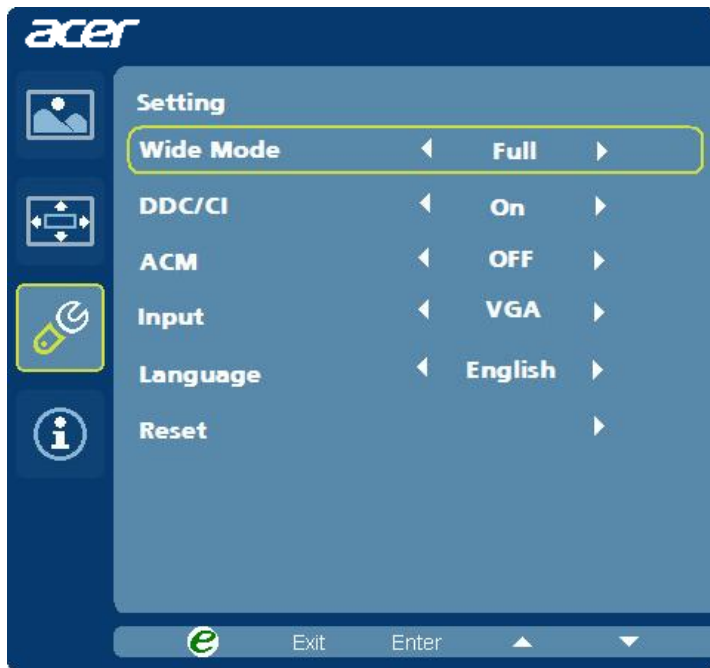 acer
Setting
Wide Mode Full
DDC/CI On
ACM OFF
Input VGA
Language English
Reset
e Exit Enter